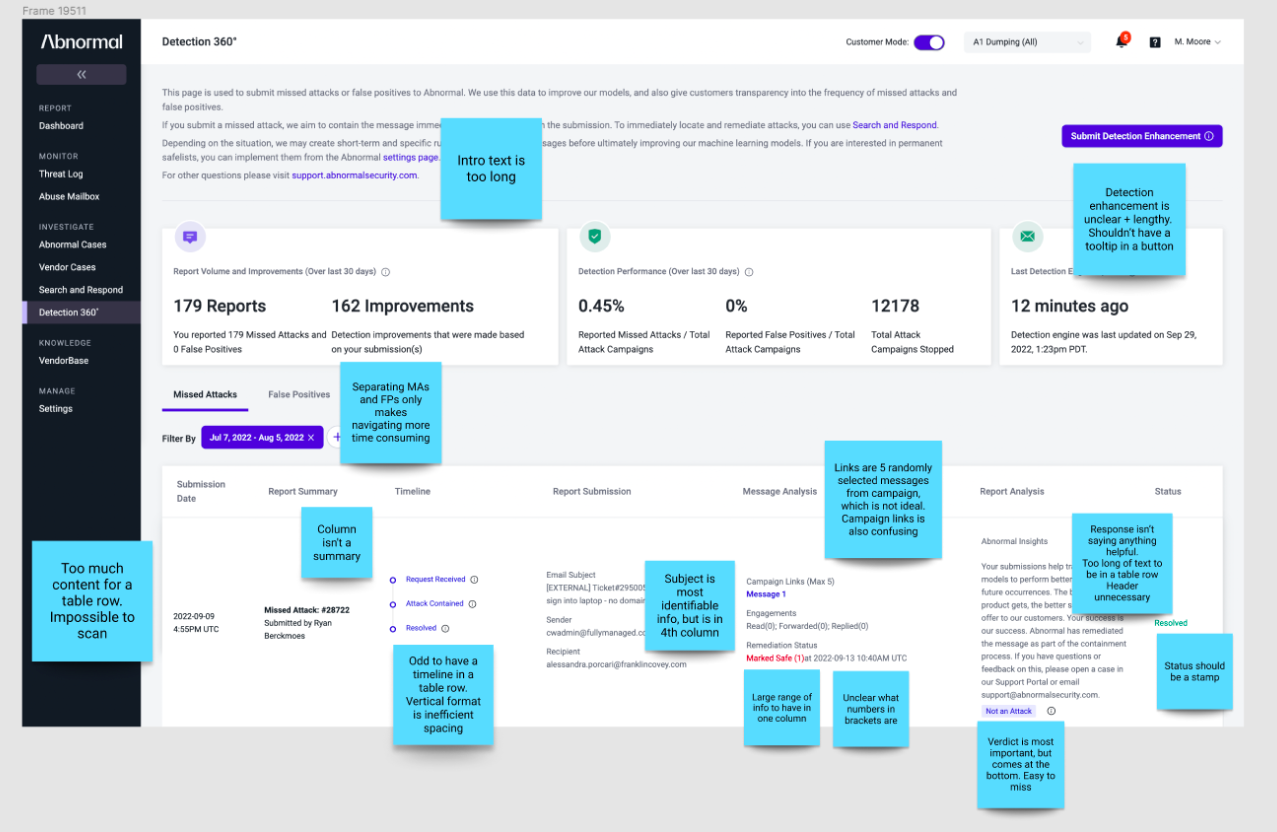 Frame 19511
Abnormal
Detection 360°
Customer Mode:
A1 Dumping (All)
5
?
M. Moore
REPORT
Dashboard
MONITOR
Threat Log
Abuse Mailbox
INVESTIGATE
Abnormal Cases
Vendor Cases
Search and Respond
Detection 360°
KNOWLEDGE
VendorBase
MANAGE
Settings
This page is used to submit missed attacks or false positives to Abnormal. We use this data to improve our models, and also give customers transparency into the frequency of missed attacks and
false positives.
If you submit a missed attack, we aim to contain the message imme
the submission. To immediately locate and remediate attacks, you can use Search and Respond.
Depending on the situation, we may create short-term and specific ru
sages before ultimately improving our machine learning models. If you are interested in permanent
safelists, you can implement them from the Abnormal settings page.
For other questions please visit support.abnormalsecurity.com.
Intro text is
too long
Submit Detection Enhancement
Detection
enhancement is
unclear + lengthy.
Shouldn't have a
tooltip in a button
Report Volume and Improvements (Over last 30 days)
179 Reports
162 Improvements
You reported 179 Missed Attacks and
0 False Positives
Detection improvements that were made based
on your submission(s)
Detection Performance (Over last 30 days)
0.45%
0%
12178
Reported Missed Attacks / Total
Attack Campaigns
Reported False Positives / Total
Attack Campaigns
Total Attack
Campaigns Stopped
Last Detection E
12 minutes ago
Detection engine was last updated on Sep 29,
2022, 1:23pm PDT.
Missed Attacks
False Positives
Separating MAs
and FPs only
makes
navigating more
time consuming
Filter By
Jul 7, 2022 - Aug 5, 2022 ×
+
Submission
Date
Report Summary
Timeline
Report Submission
Message Analysis
Report Analysis
Status
Links are 5 randomly
selected messages
from campaign,
which is not ideal.
Campaign links is
also confusing
Column
isn't a
summary
Too much
content for a
table row.
Impossible to
scan
2022-09-09
4:55PM UTC
Missed Attack: #28722
Submitted by Ryan
Berckmoes
Request Received
Attack Contained
Resolved
Odd to have a
timeline in a
table row.
Vertical format
is inefficient
spacing
Email Subject
[EXTERNAL] Ticket#295005
sign into laptop - no domain
Sender
cwadmin@fullymanaged.co
Recipient
alessandra.porcari@franklincovey.com
Subject is
most
identifiable
info, but is in
4th column
Campaign Links (Max 5)
Message 1
Engagements
Read(0); Forwarded(0); Replied(0)
Remediation Status
Marked Safe (1)at 2022-09-13 10:40AM UTC
Large range of
info to have in
one column
Unclear what
numbers in
brackets are
Abnormal Insights
Your submissions help tr
models to perform better
future occurrences. The b
product gets, the better s
offer to our customers. Your success is
our success. Abnormal has remediated
the message as part of the containment
process. If you have questions or
feedback on this, please open a case in
our Support Portal or email
support@abnormalsecurity.com.
Not an Attack
Response isn't
saying anything
helpful.
Too long of text to
be in a table row
Header
unnecessary
Resolved
Status should
be a stamp
Verdict is most
important, but
comes at the
bottom. Easy to
miss